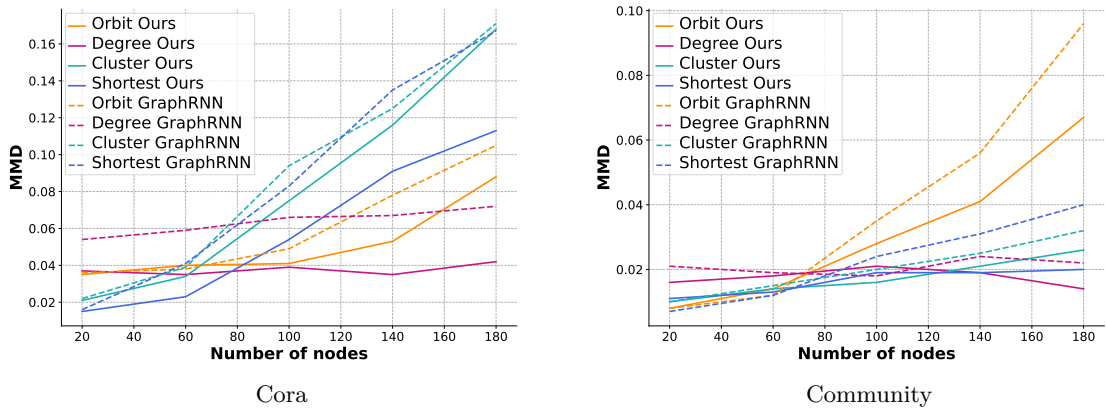 Orbit Ours
Degree Ours
Cluster Ours
Shortest Ours
Orbit GraphRNN
Degree GraphRNN
Cluster GraphRNN
Shortest GraphRNN
MMD
0.16
0.14
0.12
0.10
0.08
0.06
0.04
0.02
20 40 60 80 100 120 140 160 180
Number of nodes
Cora
Orbit Ours
Degree Ours
Cluster Ours
Shortest Ours
Orbit GraphRNN
Degree GraphRNN
Cluster GraphRNN
Shortest GraphRNN
MMD
0.10
0.08
0.06
0.04
0.02
20 40 60 80 100 120 140 160 180
Number of nodes
Community